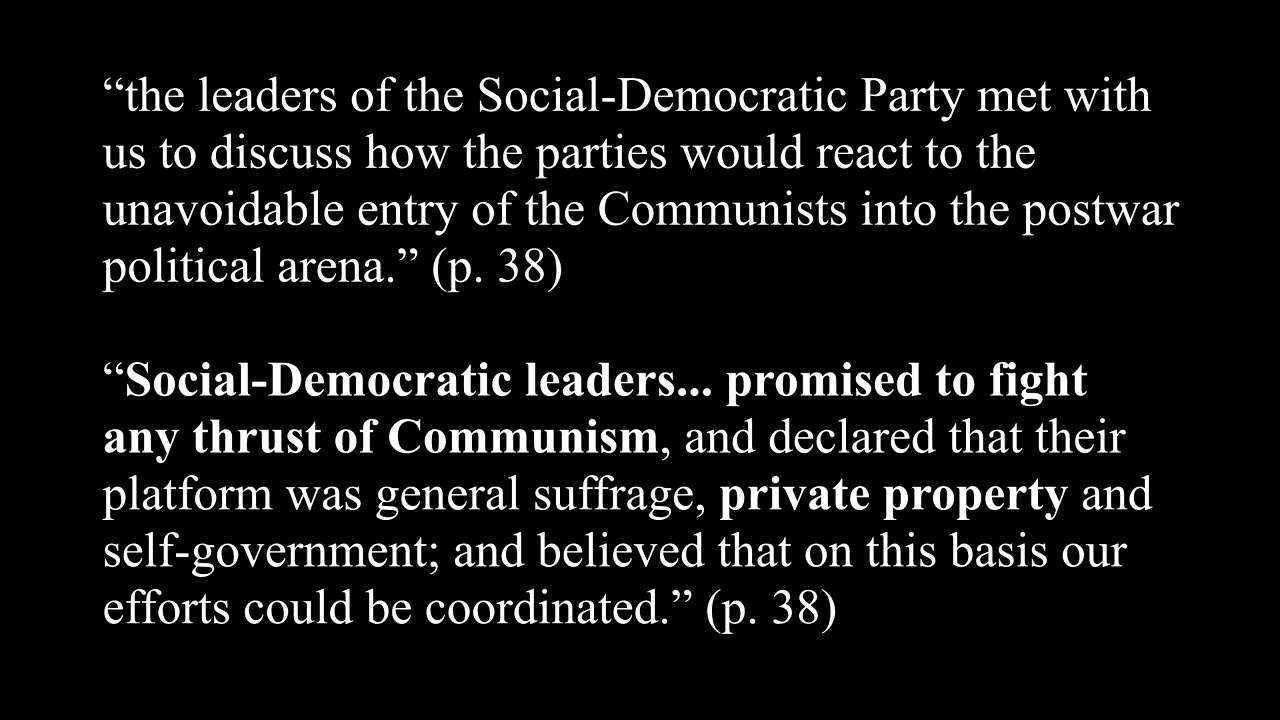 “the leaders of the Social-Democratic Party met with
us to discuss how the parties would react to the
unavoidable entry of the Communists into the postwar
political arena.” (p. 38)
“Social-Democratic leaders... promised to fight
any thrust of Communism, and declared that their
platform was general suffrage, private property and
self-government; and believed that on this basis our
efforts could be coordinated.” (p. 38)